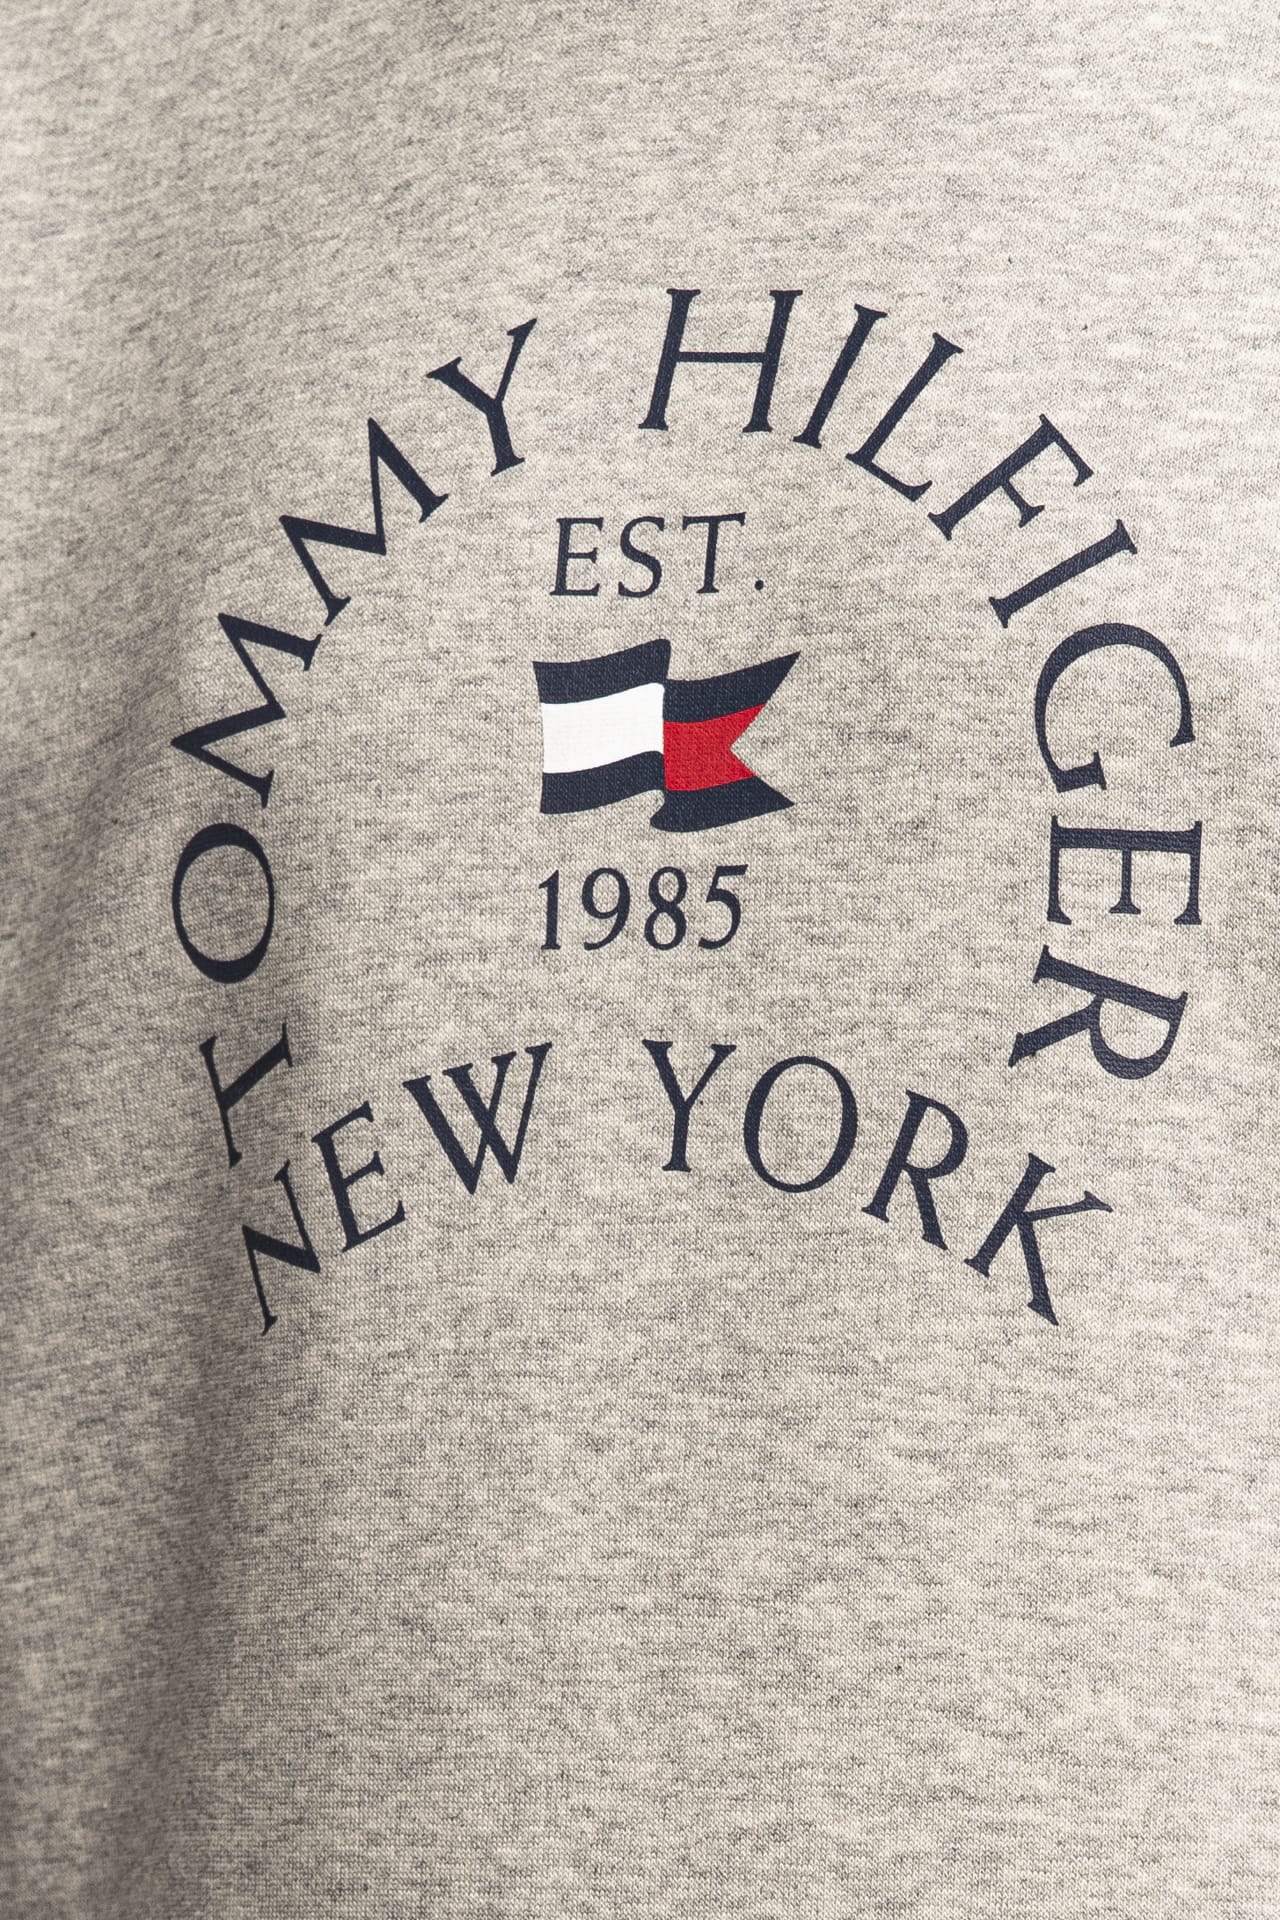 TOMMY HILFIGER
EST.
1985
NEW YORK